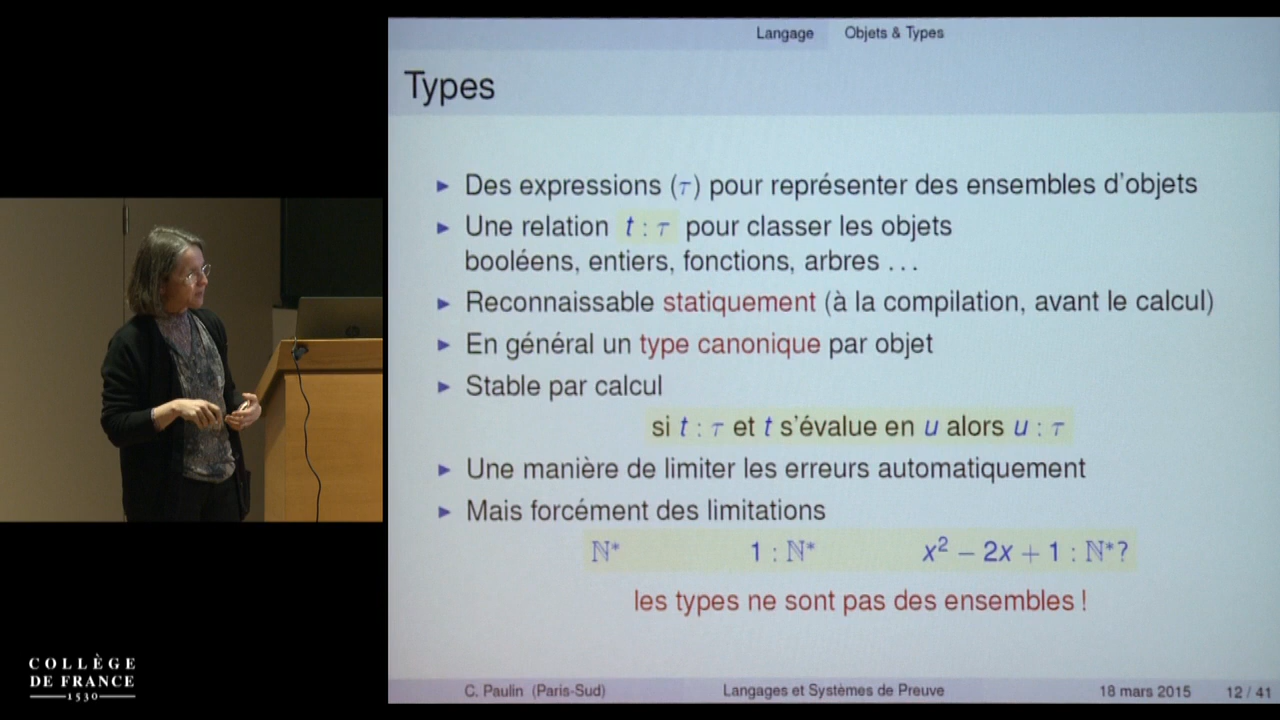 Langage Objets & Types
Types
► Des expressions (τ) pour représenter des ensembles d'objets
► Une relation t : τ pour classer les objets
booléens, entiers, fonctions, arbres …
► Reconnaissable statiquement (à la compilation, avant le calcul)
► En général un type canonique par objet
► Stable par calcul
si t : τ et t s'évalue en u alors u : τ
► Une manière de limiter les erreurs automatiquement
► Mais forcément des limitations
ℕ* 1 : ℕ* x² − 2x + 1 : ℕ*?
les types ne sont pas des ensembles !
C. Paulin (Paris-Sud) Langages et Systèmes de Preuve 18 mars 2015 12 / 41
COLLÈGE
DE FRANCE
1530